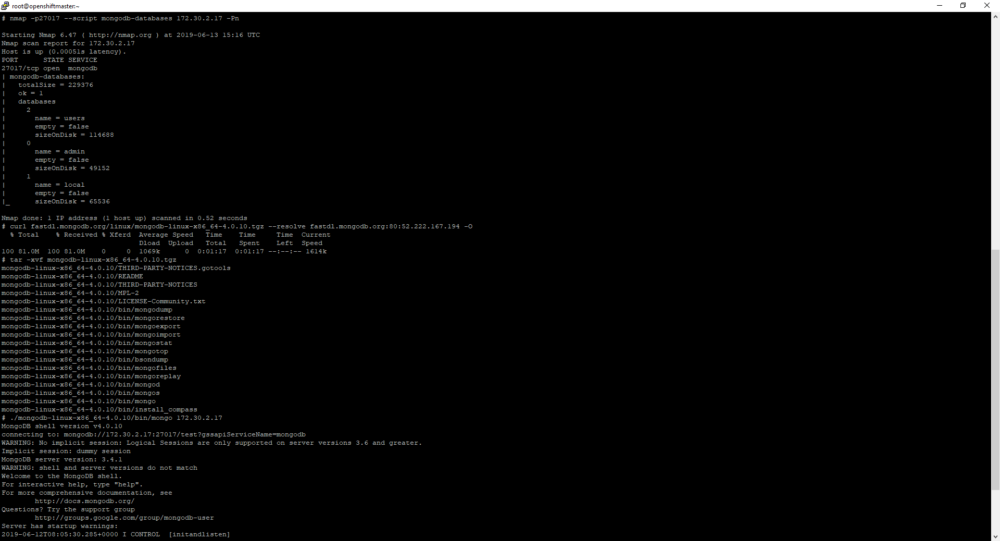 root@openshiftmaster:~
# nmap -p27017 --script mongodb-databases 172.30.2.17 -Pn
Starting Nmap 6.47 ( http://nmap.org ) at 2019-06-13 15:16 UTC
Nmap scan report for 172.30.2.17
Host is up (0.00051s latency).
PORT      STATE SERVICE
27017/tcp open  mongodb
| mongodb-databases:
|   totalSize = 229376
|   ok = 1
|   databases
|     2
|       name = users
|       empty = false
|       sizeOnDisk = 114688
|     0
|       name = admin
|       empty = false
|       sizeOnDisk = 49152
|     1
|       name = local
|       empty = false
|_      sizeOnDisk = 65536
Nmap done: 1 IP address (1 host up) scanned in 0.52 seconds
# curl fastdl.mongodb.org/linux/mongodb-linux-x86_64-4.0.10.tgz --resolve fastdl.mongodb.org:80:52.222.167.194 -O
  % Total    % Received % Xferd  Average Speed   Time    Time     Time  Current
                                 Dload  Upload   Total   Spent    Left  Speed
100 81.0M  100 81.0M    0     0  1069k      0  0:01:17  0:01:17 --:--:-- 1614k
# tar -xvf mongodb-linux-x86_64-4.0.10.tgz
mongodb-linux-x86_64-4.0.10/THIRD-PARTY-NOTICES.gotools
mongodb-linux-x86_64-4.0.10/README
mongodb-linux-x86_64-4.0.10/THIRD-PARTY-NOTICES
mongodb-linux-x86_64-4.0.10/MPL-2
mongodb-linux-x86_64-4.0.10/LICENSE-Community.txt
mongodb-linux-x86_64-4.0.10/bin/mongodump
mongodb-linux-x86_64-4.0.10/bin/mongorestore
mongodb-linux-x86_64-4.0.10/bin/mongoexport
mongodb-linux-x86_64-4.0.10/bin/mongoimport
mongodb-linux-x86_64-4.0.10/bin/mongostat
mongodb-linux-x86_64-4.0.10/bin/mongotop
mongodb-linux-x86_64-4.0.10/bin/bsondump
mongodb-linux-x86_64-4.0.10/bin/mongofiles
mongodb-linux-x86_64-4.0.10/bin/mongoreplay
mongodb-linux-x86_64-4.0.10/bin/mongod
mongodb-linux-x86_64-4.0.10/bin/mongos
mongodb-linux-x86_64-4.0.10/bin/mongo
mongodb-linux-x86_64-4.0.10/bin/install_compass
# ./mongodb-linux-x86_64-4.0.10/bin/mongo 172.30.2.17
MongoDB shell version v4.0.10
connecting to: mongodb://172.30.2.17:27017/test?gssapiServiceName=mongodb
WARNING: No implicit session: Logical Sessions are only supported on server versions 3.6 and greater.
Implicit session: dummy session
MongoDB server version: 3.4.1
WARNING: shell and server versions do not match
Welcome to the MongoDB shell.
For interactive help, type "help".
For more comprehensive documentation, see
        http://docs.mongodb.org/
Questions? Try the support group
        http://groups.google.com/group/mongodb-user
Server has startup warnings:
2019-06-12T08:05:30.285+0000 I CONTROL  [initandlisten]